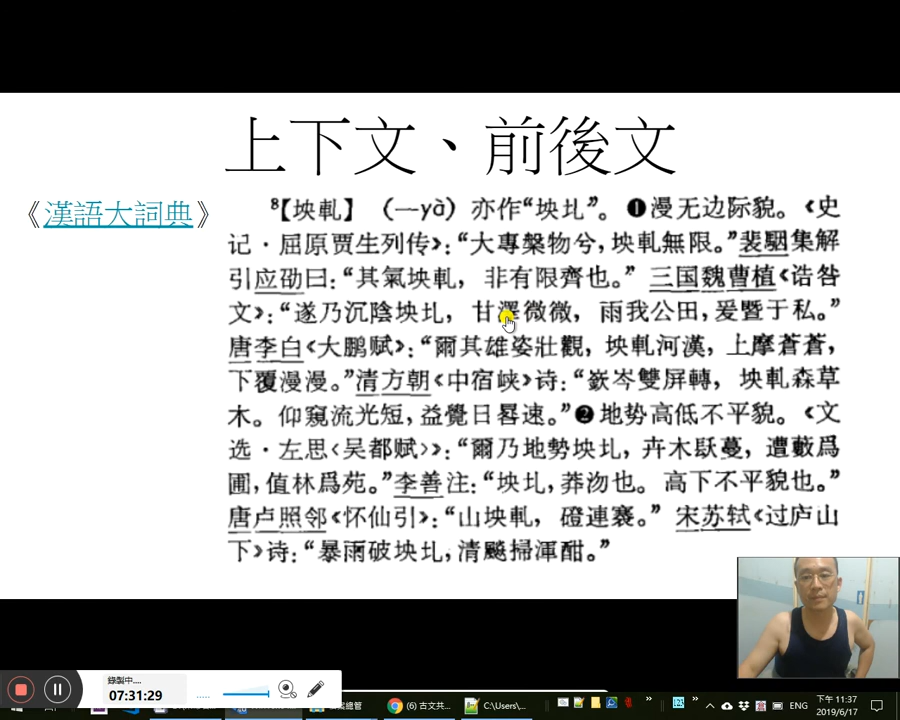 上下文、前後文
《漢語大詞典》
⁸【坱軋】（一yà）亦作“坱圠”。❶漫无边际貌。《史
记·屈原贾生列传》：“大專槃物兮，坱軋無限。”裴駰集解
引应劭曰：“其氣坱軋，非有限齊也。”三国魏曹植《诰咎
文》：“遂乃沉陰坱圠，甘澤微微，雨我公田，爰暨于私。”
唐李白《大鹏赋》：“爾其雄姿壯觀，坱軋河漢，上摩蒼蒼，
下覆漫漫。”清方朝《中宿峡》诗：“嶔岑雙屏轉，坱軋森草
木。仰窺流光短，益覺日晷速。”❷地势高低不平貌。《文
选·左思〈吴都赋〉》：“爾乃地勢坱圠，卉木镺蔓，遭藪爲
圃，值林爲苑。”李善注：“坱圠，莽沕也。高下不平貌也。”
唐卢照邻《怀仙引》：“山坱軋，磴連褰。”宋苏轼《过庐山
下》诗：“暴雨破坱圠，清飇掃渾酣。”
錄製中....
07:31:29
(6) 古文共...
C:\Users\...
ENG
下午 11:37
2019/6/17